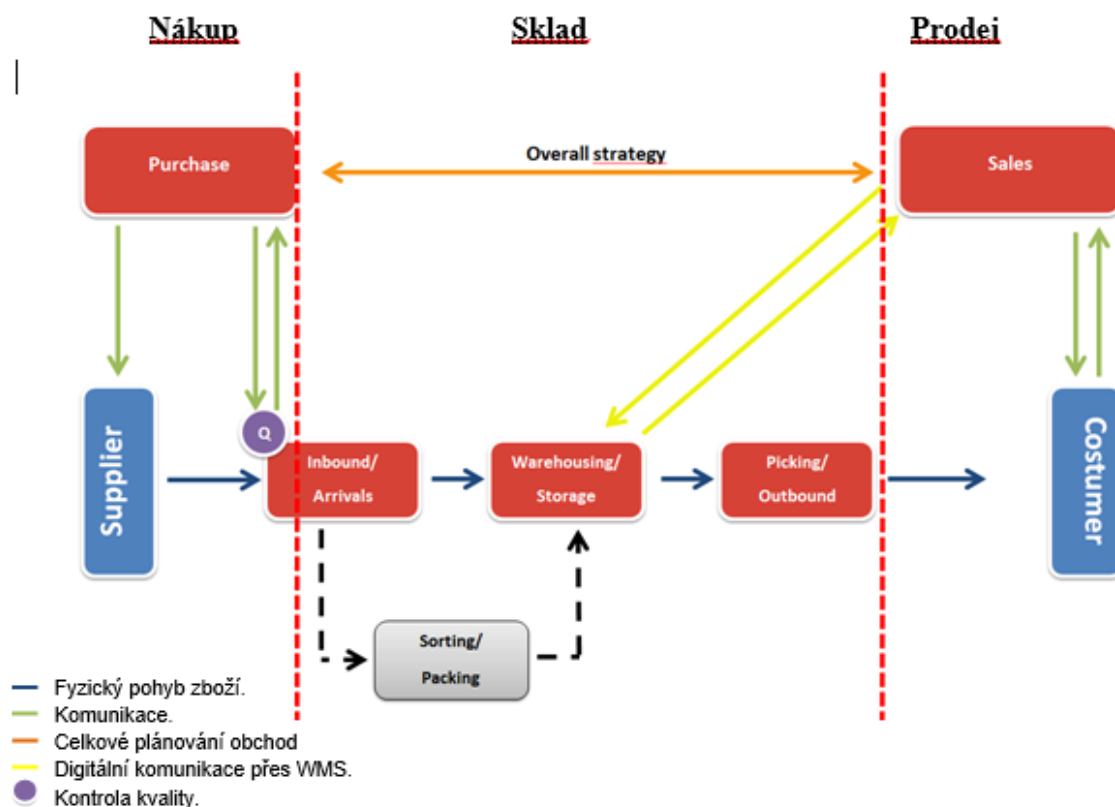 Nákup
Sklad
Prodej
Purchase
Overall strategy
Sales
Supplier
Q
Inbound/
Arrivals
Warehousing/
Storage
Picking/
Outbound
Costumer
Sorting/
Packing
Fyzický pohyb zboží.
Komunikace.
Celkové plánování obchod
Digitální komunikace přes WMS.
Kontrola kvality.